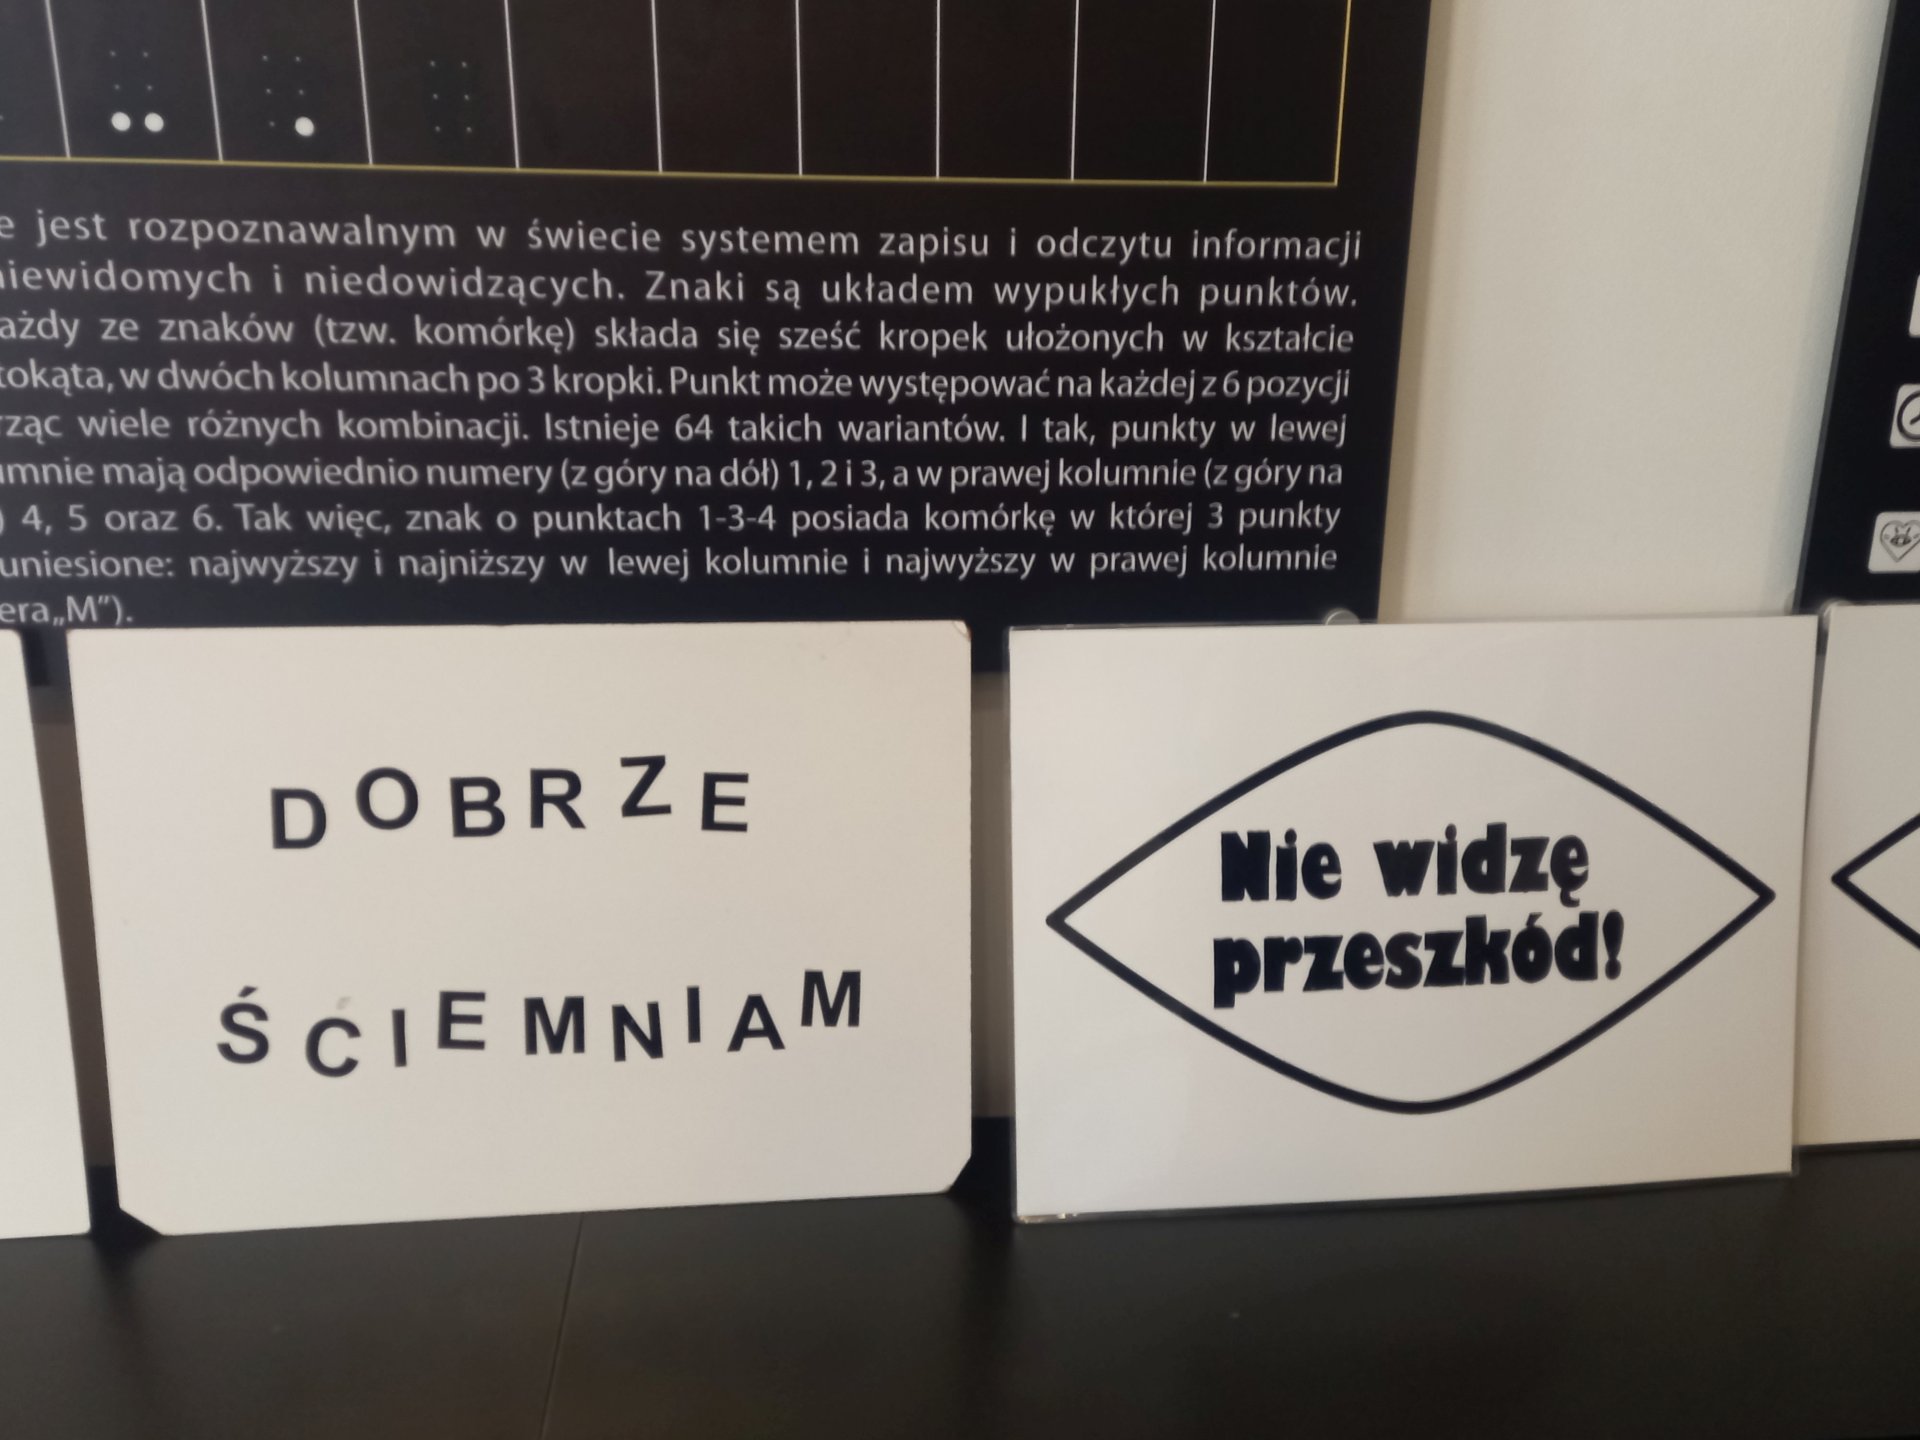 e jest rozpoznawalnym w świecie systemem zapisu i odczytu informacji
niewidomych i niedowidzących. Znaki są układem wypukłych punktów.
ażdy ze znaków (tzw. komórkę) składa się sześć kropek ułożonych w kształcie
tokąta, w dwóch kolumnach po 3 kropki. Punkt może występować na każdej z 6 pozycji
rząc wiele różnych kombinacji. Istnieje 64 takich wariantów. I tak, punkty w lewej
umnie mają odpowiednio numery (z góry na dół) 1, 2 i 3, a w prawej kolumnie (z góry na
) 4, 5 oraz 6. Tak więc, znak o punktach 1-3-4 posiada komórkę w której 3 punkty
uniesione: najwyższy i najniższy w lewej kolumnie i najwyższy w prawej kolumnie
era„M”).
DOBRZE
ŚCIEMNIAM
Nie widzę
przeszkód!